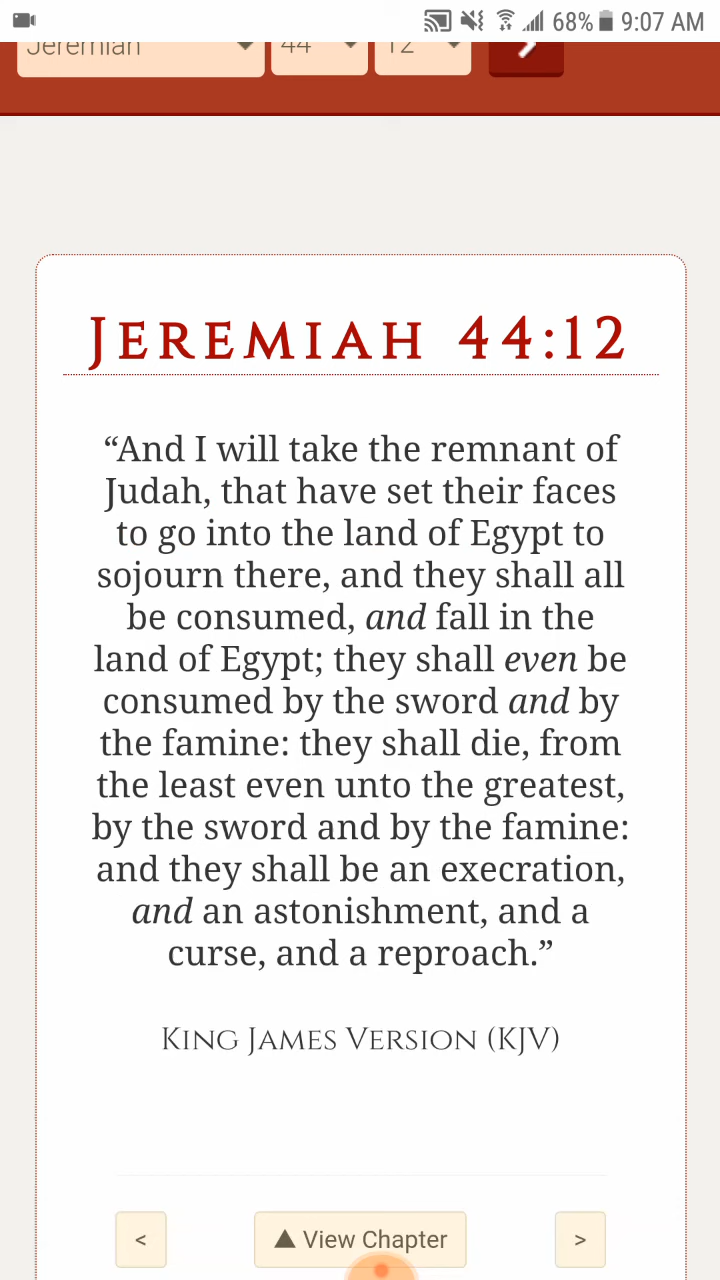 68% 9:07 AM
Jeremiah 44 12
JEREMIAH 44:12
“And I will take the remnant of
Judah, that have set their faces
to go into the land of Egypt to
sojourn there, and they shall all
be consumed, and fall in the
land of Egypt; they shall even be
consumed by the sword and by
the famine: they shall die, from
the least even unto the greatest,
by the sword and by the famine:
and they shall be an execration,
and an astonishment, and a
curse, and a reproach.”
KING JAMES VERSION (KJV)
< ▲ View Chapter >